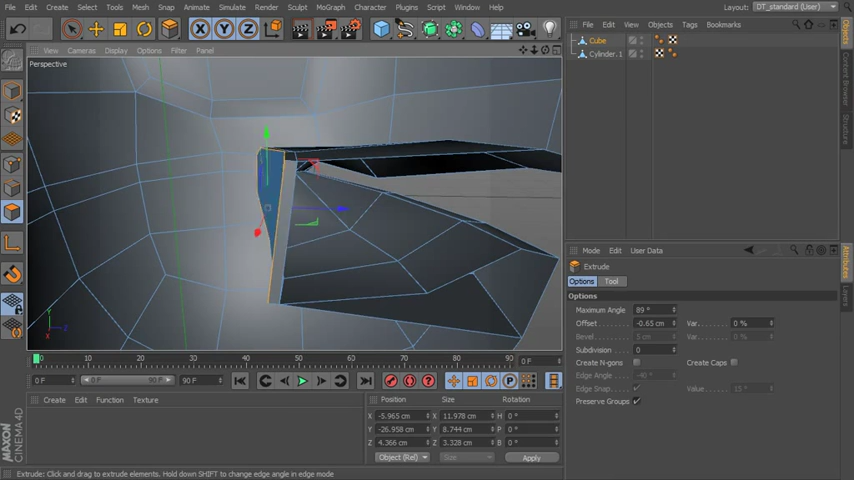 File Edit Create Select Tools Mesh Snap Animate Simulate Render Sculpt MoGraph Character Plugins Script Window Help
Layout: DT_standard (User)
File Edit View Objects Tags Bookmarks
View Cameras Display Options Filter Panel
Perspective
Cube
Cylinder.1
X Y Z
Objects
Content Browser
Structure
Mode Edit User Data
Extrude
Options Tool
Options
Maximum Angle 89 °
Offset -0.65 cm Var. 0 %
Bevel 5 cm Var. 0 %
Subdivision 0
Create N-gons Create Caps
Edge Angle -40 °
Edge Snap Value 15 °
Preserve Groups
Attributes
Layers
Y
Z
X
0 10 20 30 40 50 60 70 80 90 0 F
0 F 0 F 90 F 90 F
P
Create Edit Function Texture
Position Size Rotation
X -5.965 cm X 11.978 cm H 0 °
Y -26.958 cm Y 8.744 cm P 0 °
Z 4.366 cm Z 3.328 cm B 0 °
Object (Rel) Size Apply
MAXON
CINEMA4D
Extrude: Click and drag to extrude elements. Hold down SHIFT to change edge angle in edge mode